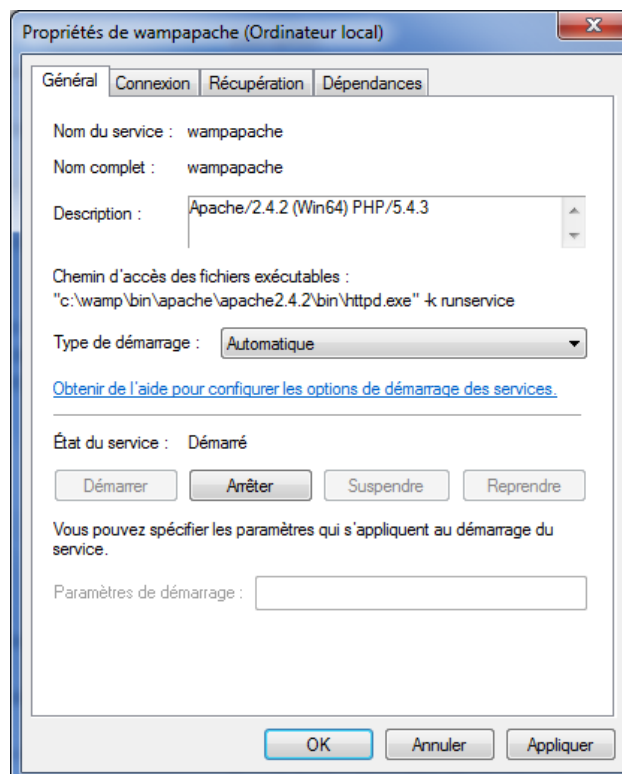 Propriétés de wampapache (Ordinateur local)
Général Connexion Récupération Dépendances
Nom du service : wampapache
Nom complet : wampapache
Description : Apache/2.4.2 (Win64) PHP/5.4.3
Chemin d'accès des fichiers exécutables :
"c:\wamp\bin\apache\apache2.4.2\bin\httpd.exe" -k runservice
Type de démarrage : Automatique
Obtenir de l'aide pour configurer les options de démarrage des services.
État du service : Démarré
Démarrer Arrêter Suspendre Reprendre
Vous pouvez spécifier les paramètres qui s'appliquent au démarrage du
service.
Paramètres de démarrage :
OK Annuler Appliquer